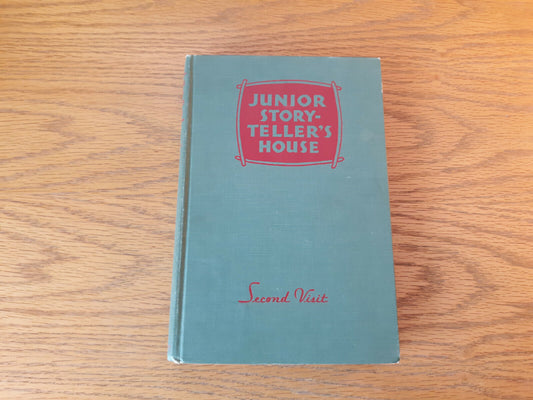 JUNIOR
STORY-
TELLER'S
HOUSE
Second Visit